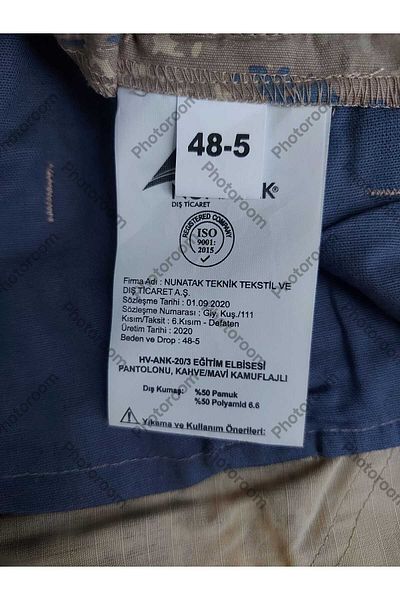 48-5
DIŞ TİCARET
REGISTERED COMPANY
ISO
9001:
2015
Firma Adı : NUNATAK TEKNİK TEKSTİL VE
DIŞ TİCARET A.Ş.
Sözleşme Tarihi : 01.09 2020
Sözleşme Numarası : Giy. Kuş./111
Kısım/Taksit : 6.Kısım - Defaten
Üretim Tarihi : 2020
Beden ve Drop : 48-5
HV-ANK-20/3 EĞİTİM ELBİSESİ
PANTOLONU, KAHVE/MAVİ KAMUFLAJLI
Dış Kumaş: %50 Pamuk
%50 Polyamid 6.6
Yıkama ve Kullanım Önerileri:
Photoroom